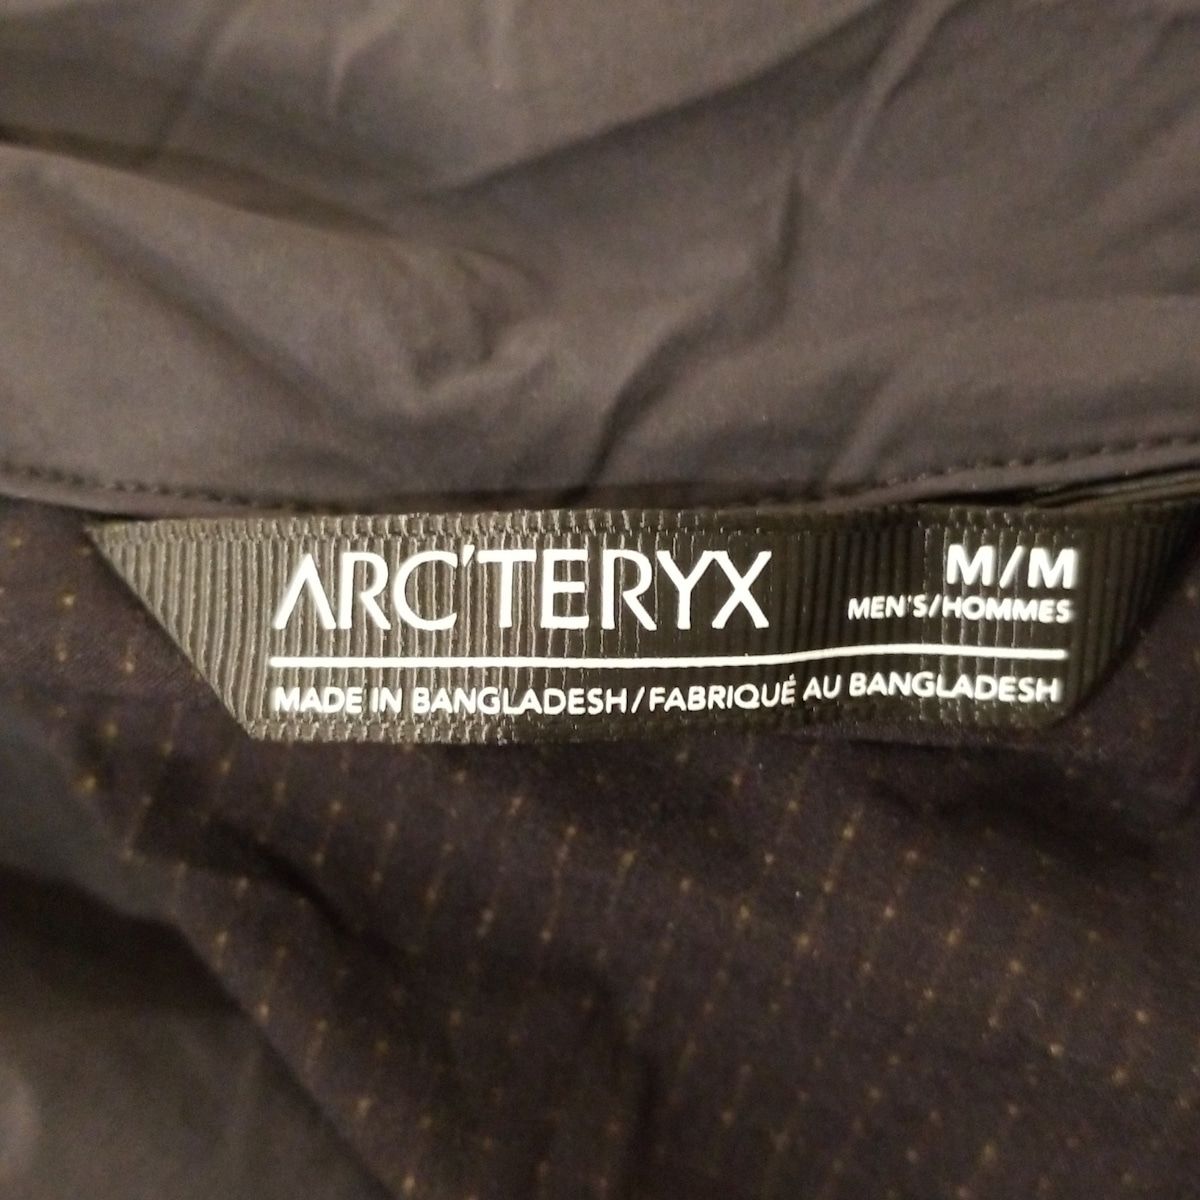 ARC'TERYX
M/M
MEN'S/HOMMES
MADE IN BANGLADESH/FABRIQUÉ AU BANGLADESH